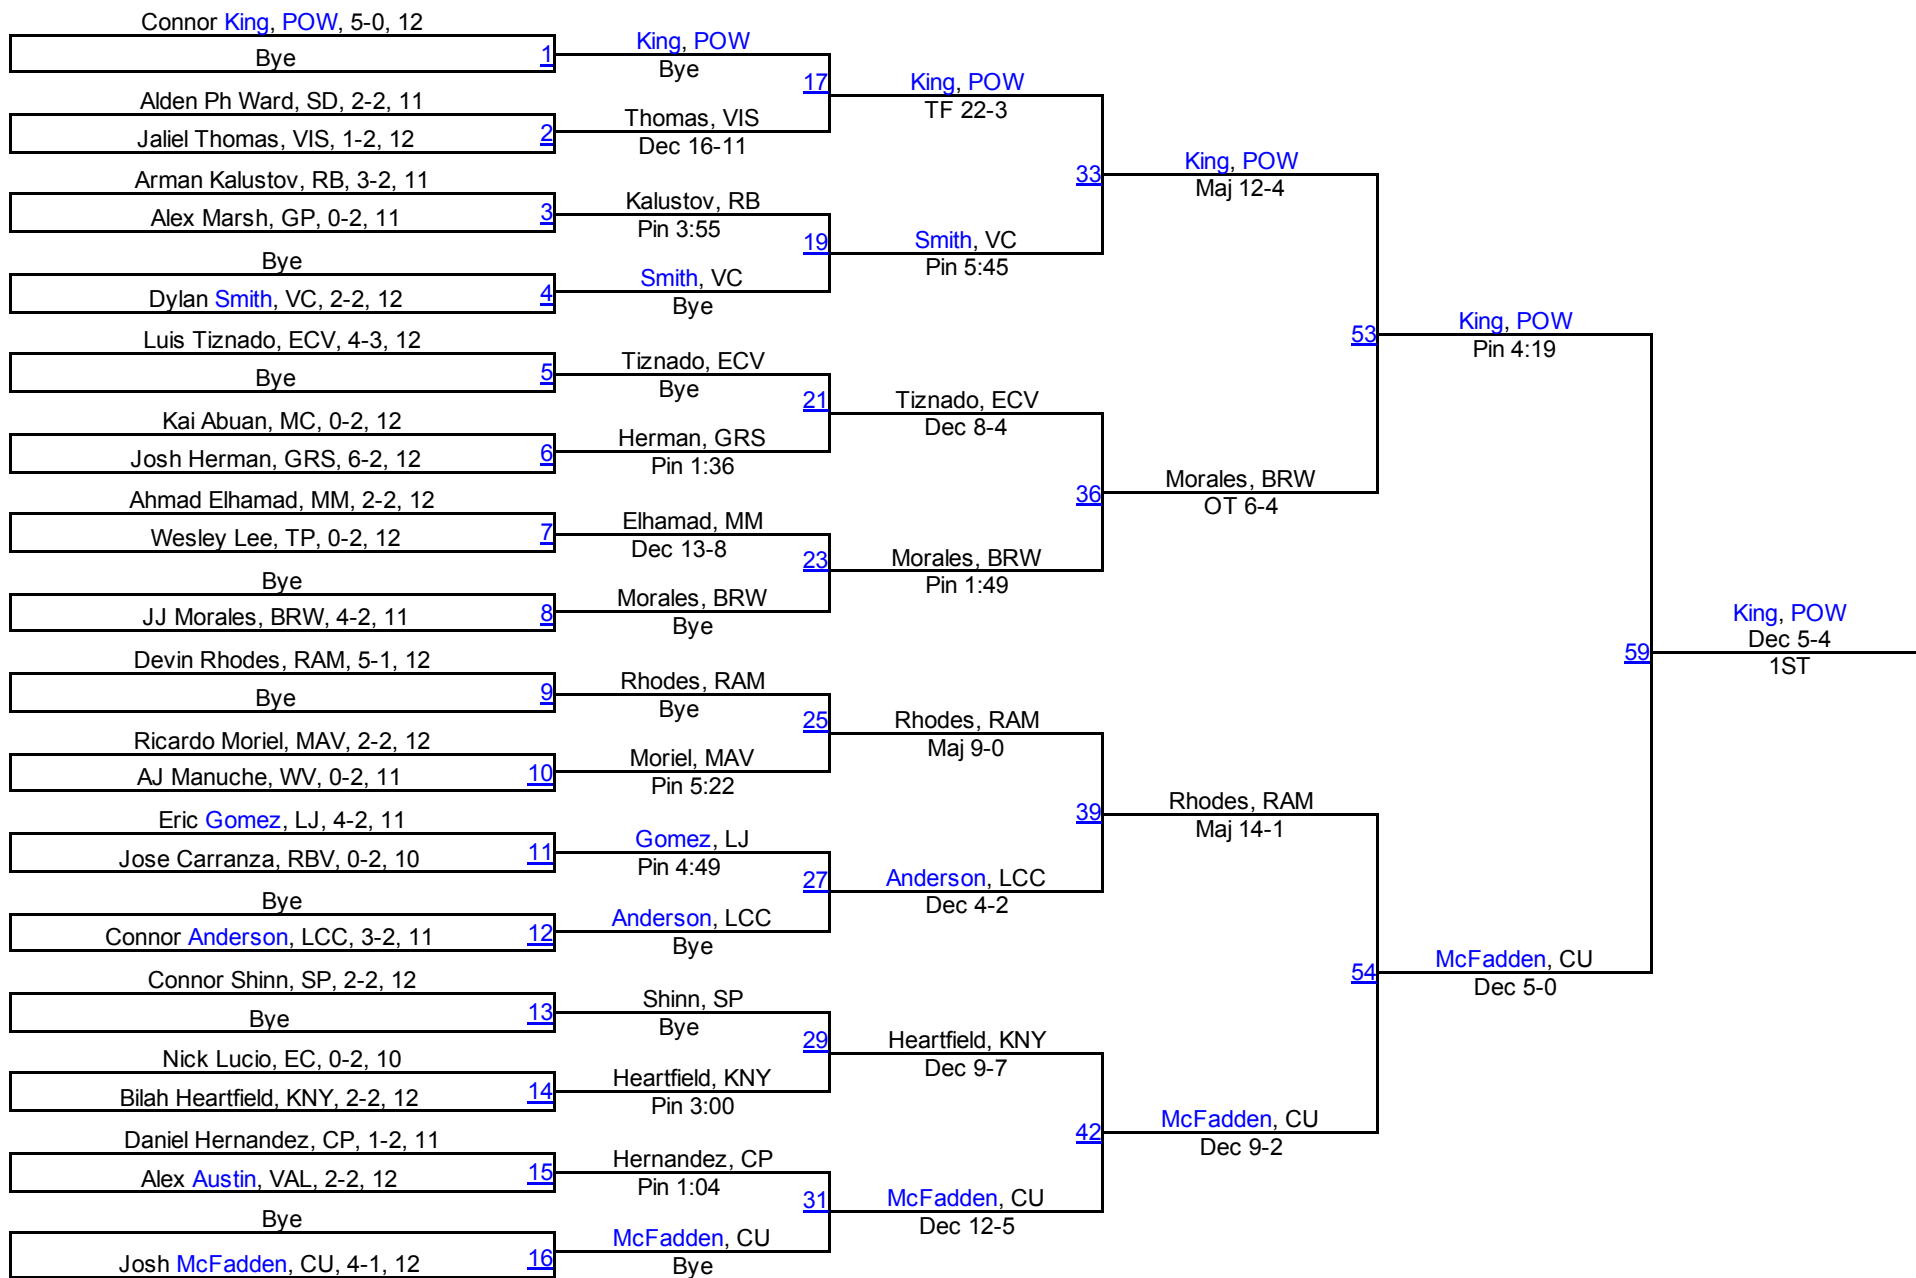 Connor King, POW, 5-0, 12
Bye
1
Alden Ph Ward, SD, 2-2, 11
Jaliel Thomas, VIS, 1-2, 12
2
Arman Kalustov, RB, 3-2, 11
Alex Marsh, GP, 0-2, 11
3
Bye
Dylan Smith, VC, 2-2, 12
4
Luis Tiznado, ECV, 4-3, 12
Bye
5
Kai Abuan, MC, 0-2, 12
Josh Herman, GRS, 6-2, 12
6
Ahmad Elhamad, MM, 2-2, 12
Wesley Lee, TP, 0-2, 12
7
Bye
JJ Morales, BRW, 4-2, 11
8
Devin Rhodes, RAM, 5-1, 12
Bye
9
Ricardo Moriel, MAV, 2-2, 12
AJ Manuche, WV, 0-2, 11
10
Eric Gomez, LJ, 4-2, 11
Jose Carranza, RBV, 0-2, 10
11
Bye
Connor Anderson, LCC, 3-2, 11
12
Connor Shinn, SP, 2-2, 12
Bye
13
Nick Lucio, EC, 0-2, 10
Bilah Heartfield, KNY, 2-2, 12
14
Daniel Hernandez, CP, 1-2, 11
Alex Austin, VAL, 2-2, 12
15
Bye
Josh McFadden, CU, 4-1, 12
16
King, POW
Bye
17
Thomas, VIS
Dec 16-11
Kalustov, RB
Pin 3:55
19
Smith, VC
Bye
Tiznado, ECV
Bye
21
Herman, GRS
Pin 1:36
Elhamad, MM
Dec 13-8
23
Morales, BRW
Bye
Rhodes, RAM
Bye
25
Moriel, MAV
Pin 5:22
Gomez, LJ
Pin 4:49
27
Anderson, LCC
Bye
Shinn, SP
Bye
29
Heartfield, KNY
Pin 3:00
Hernandez, CP
Pin 1:04
31
McFadden, CU
Bye
King, POW
TF 22-3
33
Smith, VC
Pin 5:45
Tiznado, ECV
Dec 8-4
36
Morales, BRW
Pin 1:49
Rhodes, RAM
Maj 9-0
39
Anderson, LCC
Dec 4-2
Heartfield, KNY
Dec 9-7
42
McFadden, CU
Dec 12-5
King, POW
Maj 12-4
53
Morales, BRW
OT 6-4
Rhodes, RAM
Maj 14-1
54
McFadden, CU
Dec 9-2
King, POW
Pin 4:19
59
McFadden, CU
Dec 5-0
King, POW
Dec 5-4
1ST